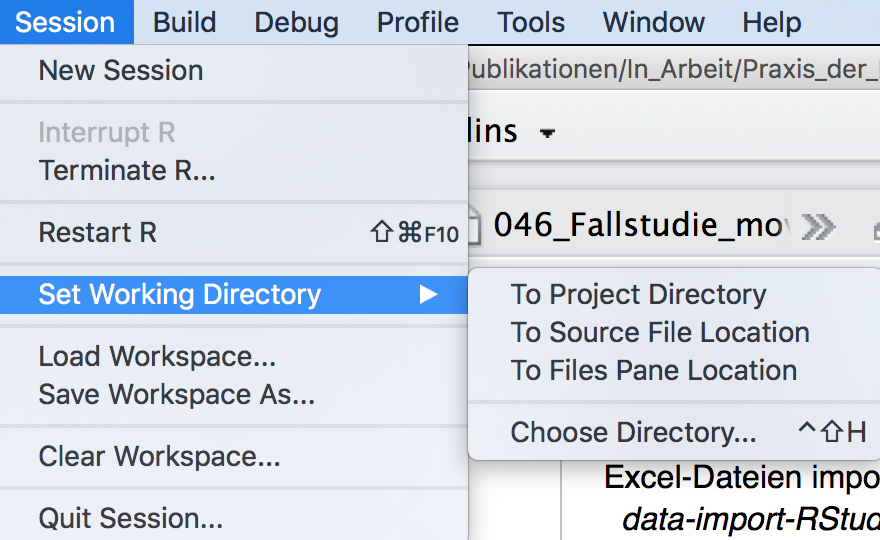 Session Build Debug Profile Tools Window Help
New Session
Publikationen/In_Arbeit/Praxis_der_
Interrupt R
lins
Terminate R...
Restart R ⇧⌘F10
046_Fallstudie_mo
Set Working Directory ▶
To Project Directory
To Source File Location
To Files Pane Location
Choose Directory... ^⇧H
Load Workspace...
Save Workspace As...
Clear Workspace...
Quit Session...
Excel-Dateien impo
data-import-RStud